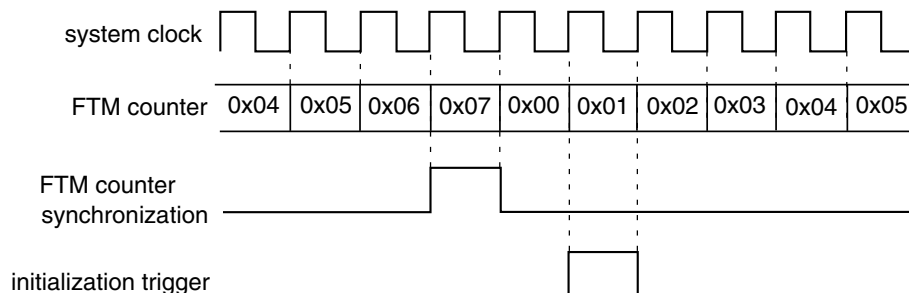 system clock
FTM counter
0x04 0x05 0x06 0x07 0x00 0x01 0x02 0x03 0x04 0x05
FTM counter
synchronization
initialization trigger